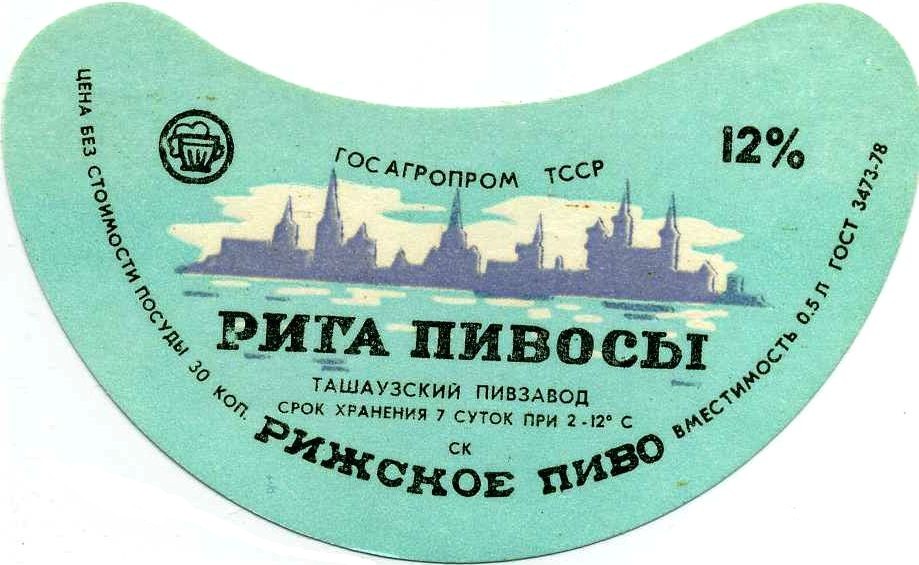 ГОСАГРОПРОМ ТССР
12%
РИГА ПИВОСЫ
ТАШАУЗСКИЙ ПИВЗАВОД
СРОК ХРАНЕНИЯ 7 СУТОК ПРИ 2-12° С
СК
РИЖСКОЕ ПИВО
ЦЕНА БЕЗ СТОИМОСТИ ПОСУДЫ 30 КОП.
ВМЕСТИМОСТЬ 0.5 Л ГОСТ 3473-78